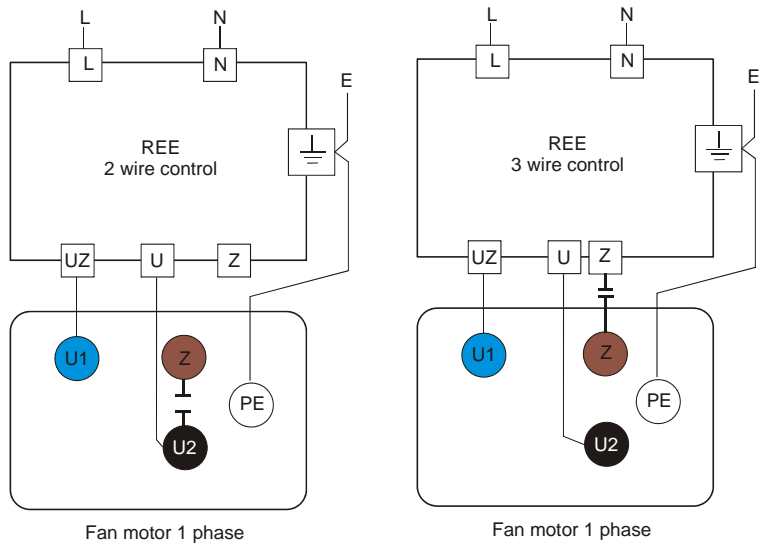 L N
L N
E
REE
2 wire control
UZ U Z
U1 Z
PE
U2
Fan motor 1 phase
L N
L N
E
REE
3 wire control
UZ U Z
U1 Z
PE
U2
Fan motor 1 phase